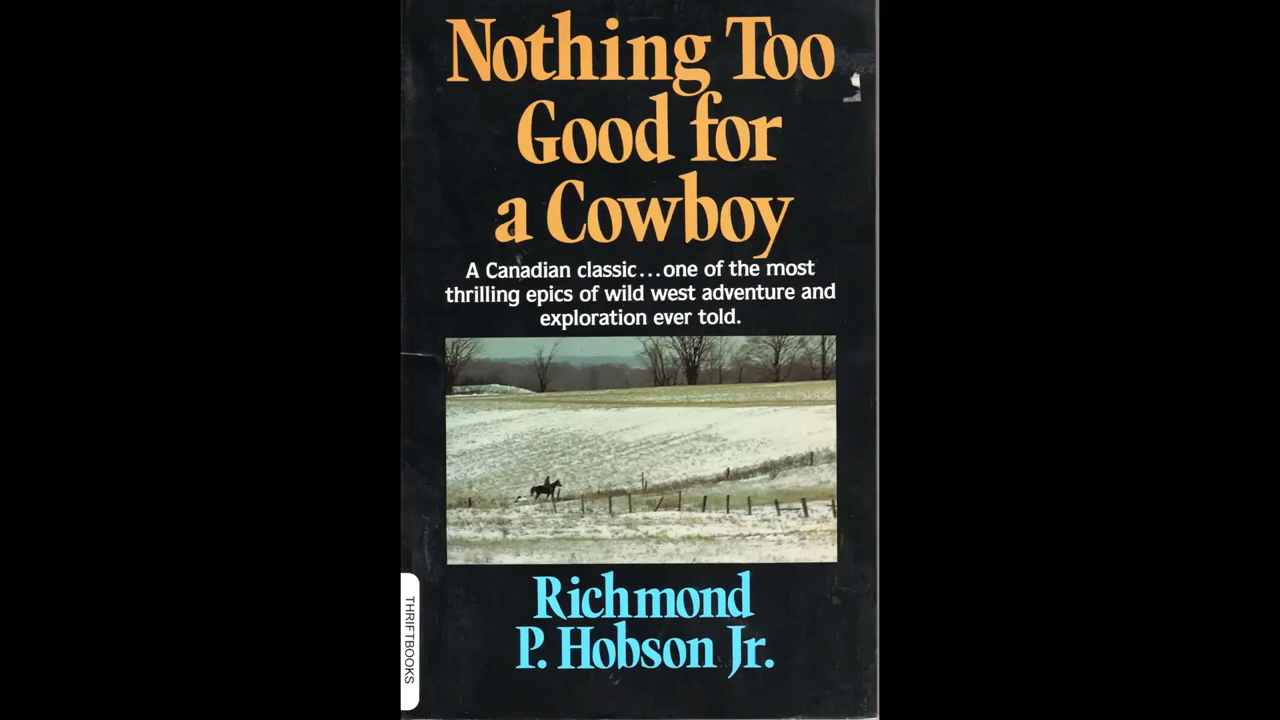 Nothing Too
Good for
a Cowboy
A Canadian classic...one of the most
thrilling epics of wild west adventure and
exploration ever told.
Richmond
P. Hobson Jr.
THRIFTBOOKS